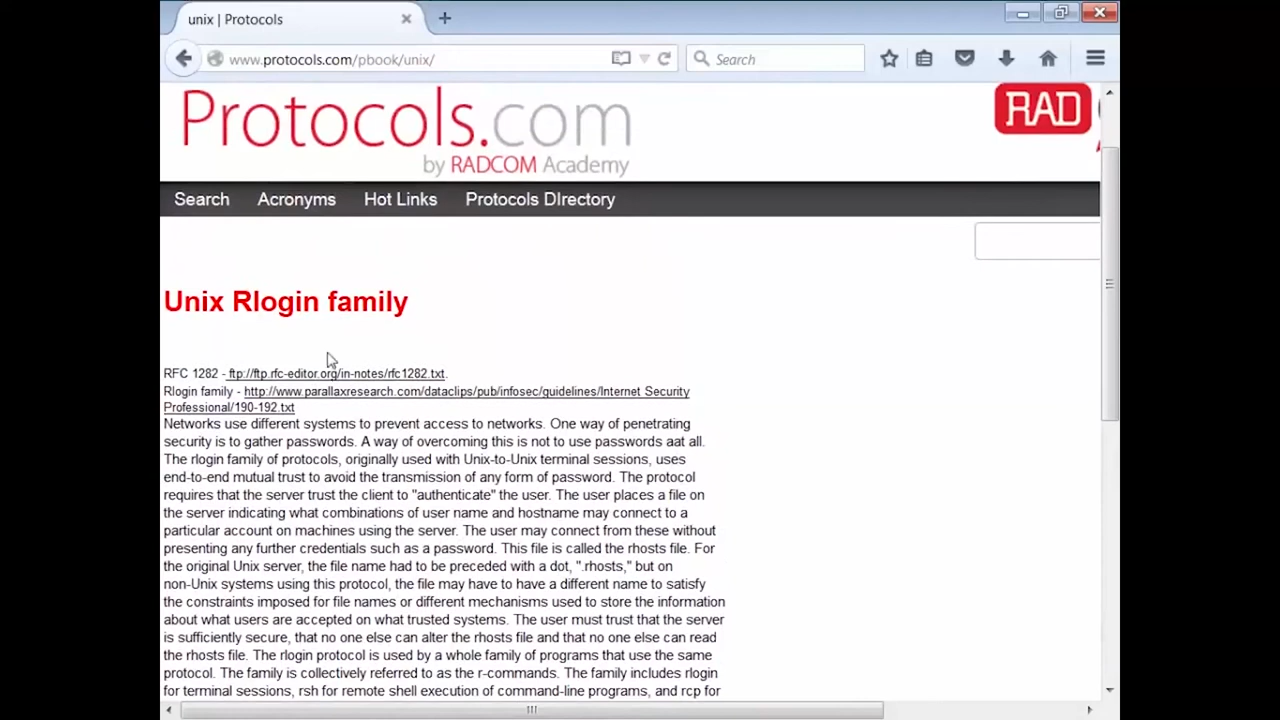 unix | Protocols
www.protocols.com/pbook/unix/
Search
Protocols.com
by RADCOM Academy
RAD
Search Acronyms Hot Links Protocols DIrectory
Unix Rlogin family
RFC 1282 - ftp://ftp.rfc-editor.org/in-notes/rfc1282.txt.
Rlogin family - http://www.parallaxresearch.com/dataclips/pub/infosec/guidelines/Internet Security
Professional/190-192.txt
Networks use different systems to prevent access to networks. One way of penetrating
security is to gather passwords. A way of overcoming this is not to use passwords aat all.
The rlogin family of protocols, originally used with Unix-to-Unix terminal sessions, uses
end-to-end mutual trust to avoid the transmission of any form of password. The protocol
requires that the server trust the client to "authenticate" the user. The user places a file on
the server indicating what combinations of user name and hostname may connect to a
particular account on machines using the server. The user may connect from these without
presenting any further credentials such as a password. This file is called the rhosts file. For
the original Unix server, the file name had to be preceded with a dot, ".rhosts," but on
non-Unix systems using this protocol, the file may have to have a different name to satisfy
the constraints imposed for file names or different mechanisms used to store the information
about what users are accepted on what trusted systems. The user must trust that the server
is sufficiently secure, that no one else can alter the rhosts file and that no one else can read
the rhosts file. The rlogin protocol is used by a whole family of programs that use the same
protocol. The family is collectively referred to as the r-commands. The family includes rlogin
for terminal sessions, rsh for remote shell execution of command-line programs, and rcp for